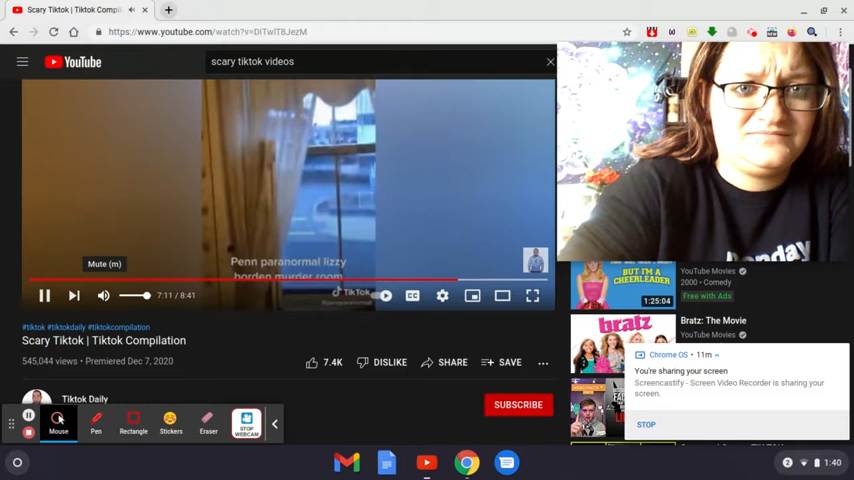 Scary Tiktok | Tiktok Compil
https://www.youtube.com/watch?v=DlTwlT8JezM
YouTube
scary tiktok videos
Mute (m)
Penn paranormal lizzy
borden murder room
TikTok
7:11 / 8:41
CC
#tiktok #tiktokdaily #tiktokcompilation
Scary Tiktok | Tiktok Compilation
545,044 views • Premiered Dec 7, 2020
7.4K
DISLIKE
SHARE
SAVE
Tiktok Daily
SUBSCRIBE
BUT I'M A
CHEERLEADER
1:25:04
YouTube Movies
2000 • Comedy
Free with Ads
bratz
Bratz: The Movie
YouTube Movies
Chrome OS • 11m
You're sharing your screen
Screencastify - Screen Video Recorder is sharing your
screen.
STOP
Mouse
Pen
Rectangle
Stickers
Eraser
STOP
WEBCAM
2
1:40